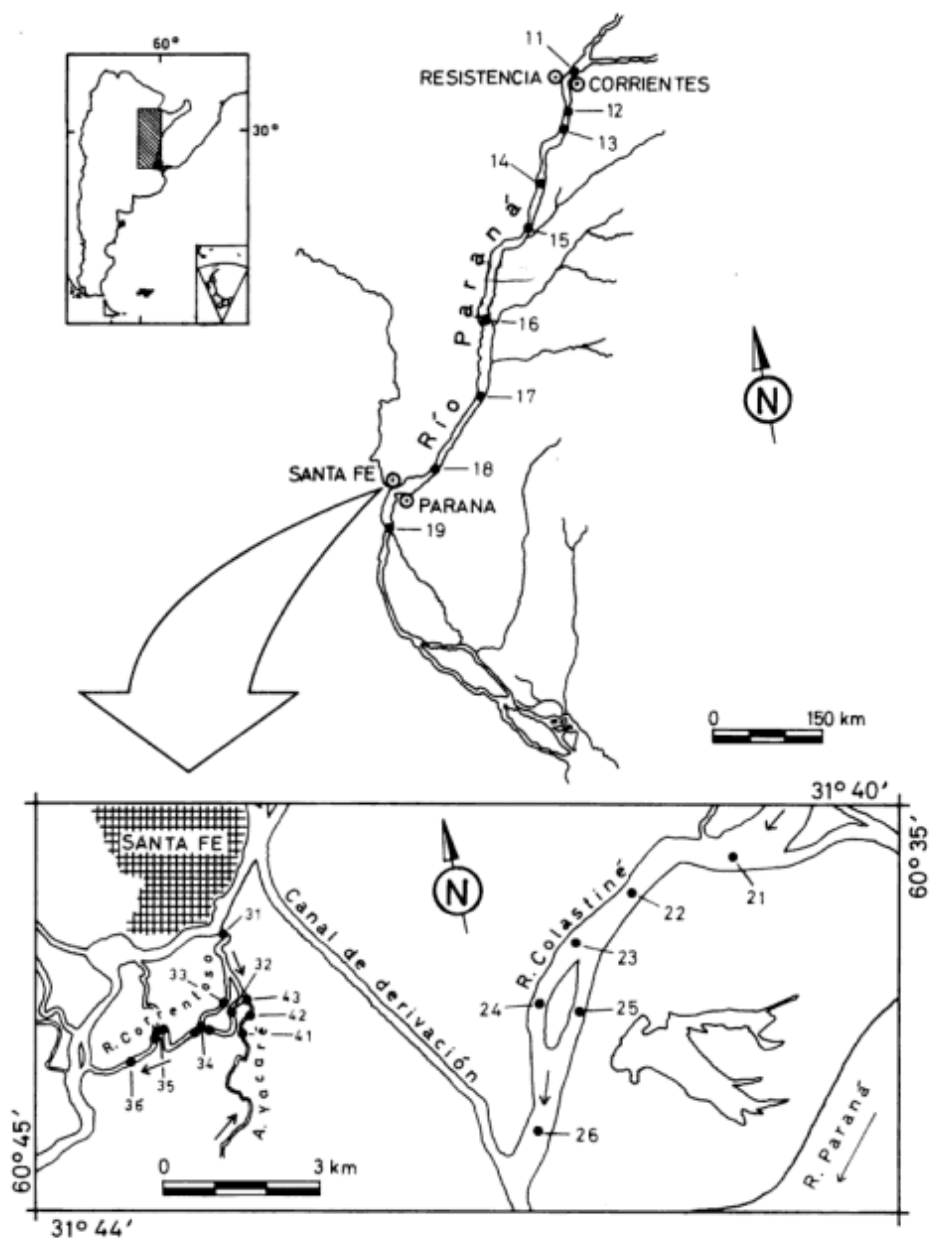 60°
30°
11
RESISTENCIA
CORRIENTES
12
13
14
15
16
17
18
19
Río Paraná
SANTA FE
PARANA
N
0 150 km
31° 40′
60° 35′
SANTA FE
N
Canal de derivación
R. Colastiné
21
22
23
24
25
26
31
32
33
43
42
41
34
35
36
R. Correntoso
A. Yacaré
R. Paraná
0 3 km
60° 45′
31° 44′